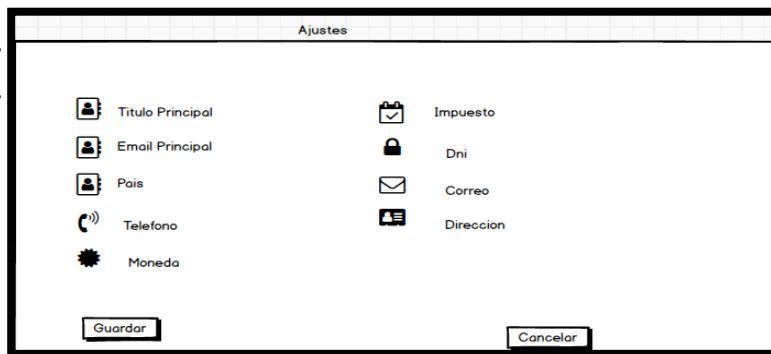 Ajustes
Titulo Principal
Email Principal
Pais
Telefono
Moneda
Impuesto
Dni
Correo
Direccion
Guardar
Cancelar